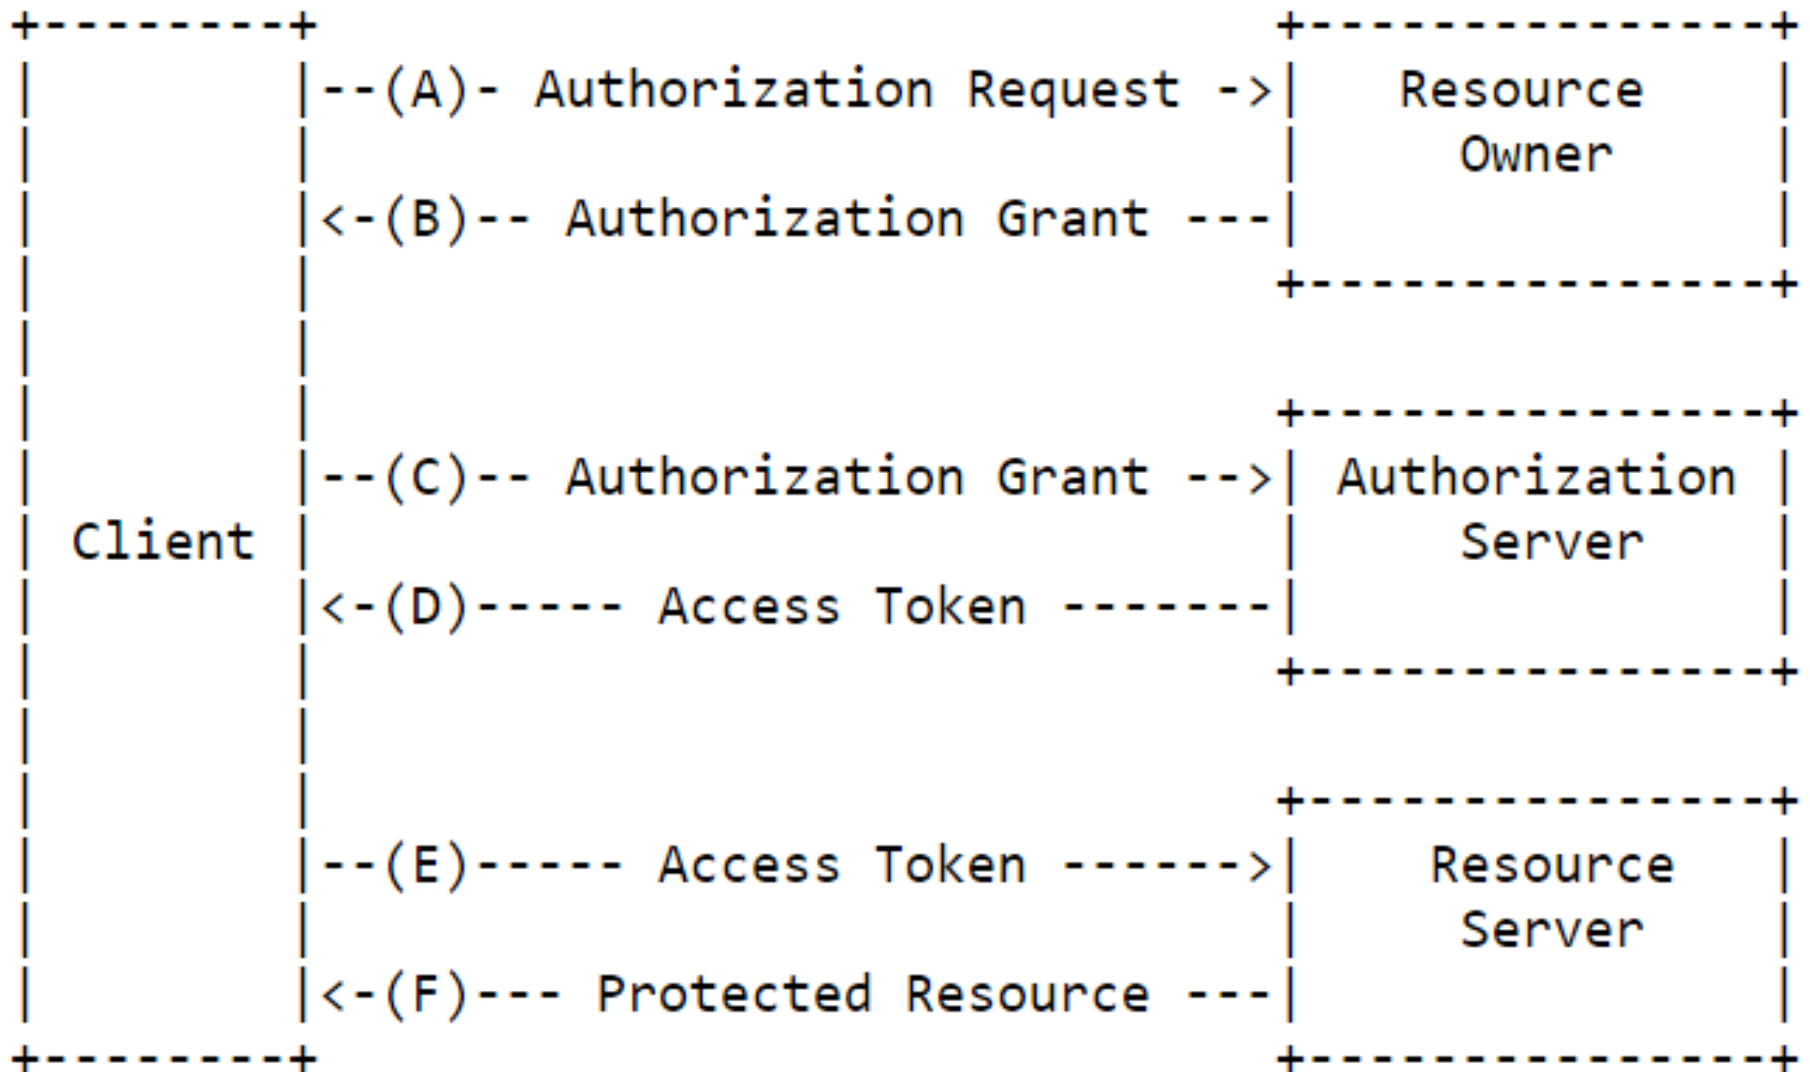 +---------+                               +----------------+
|         |--(A)- Authorization Request ->|   Resource     |
|         |                               |     Owner      |
|         |<-(B)-- Authorization Grant ---|                |
|         |                               +----------------+
|         |
|         |                               +----------------+
|         |--(C)-- Authorization Grant -->| Authorization  |
| Client  |                               |     Server     |
|         |<-(D)----- Access Token -------|                |
|         |                               +----------------+
|         |
|         |                               +----------------+
|         |--(E)----- Access Token ------>|    Resource    |
|         |                               |     Server     |
|         |<-(F)--- Protected Resource ---|                |
+---------+                               +----------------+